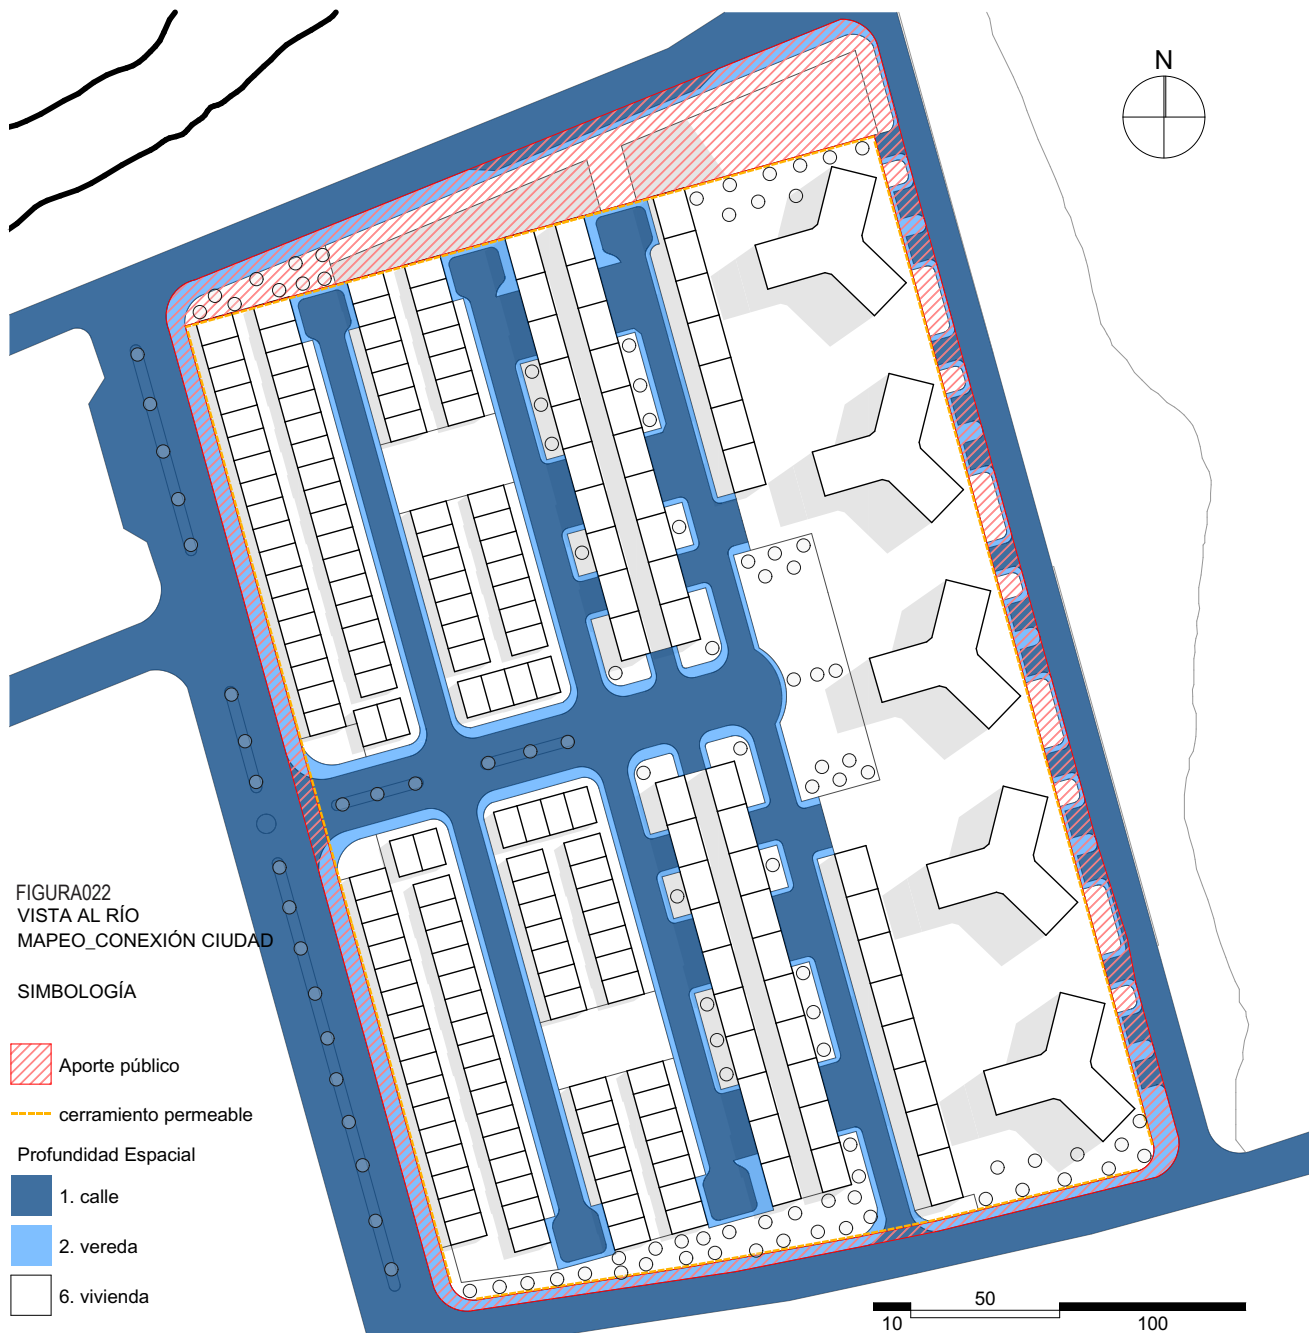 N
FIGURA022
VISTA AL RÍO
MAPEO_CONEXIÓN CIUDAD
SIMBOLOGÍA
Aporte público
cerramiento permeable
Profundidad Espacial
1. calle
2. vereda
6. vivienda
50
10 100